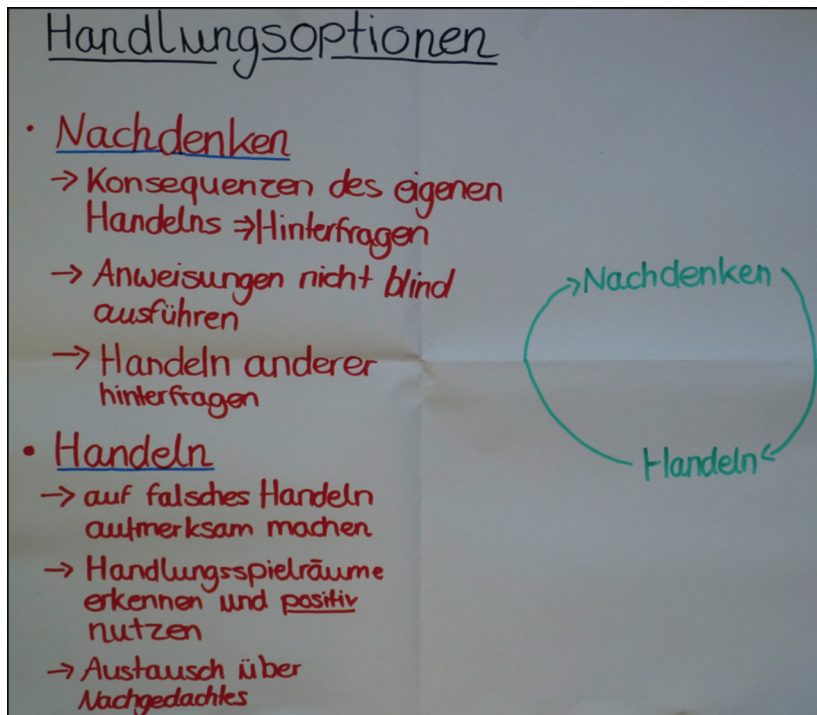 Handlungsoptionen
• Nachdenken
→ Konsequenzen des eigenen
Handelns ⇒ Hinterfragen
→ Anweisungen nicht blind
ausführen
→ Handeln anderer
hinterfragen
• Handeln
→ auf falsches Handeln
aufmerksam machen
→ Handlungsspielräume
erkennen und positiv
nutzen
→ Austausch über
Nachgedachtes
Nachdenken
Handeln